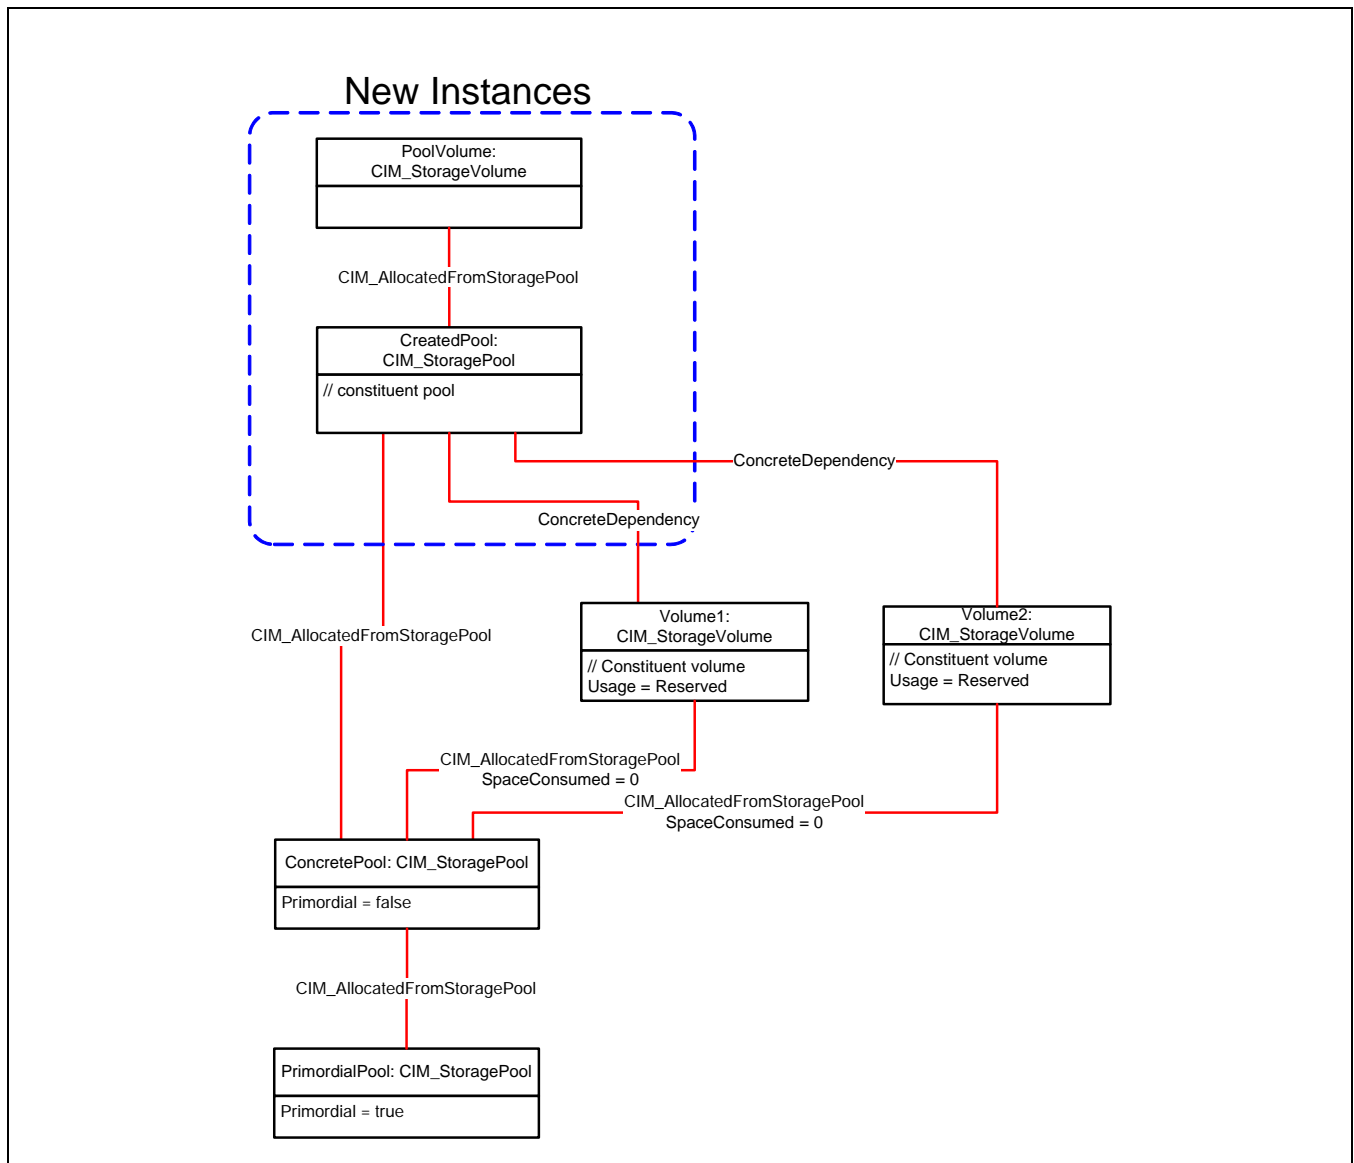 New Instances
PoolVolume:
CIM_StorageVolume
CIM_AllocatedFromStoragePool
CreatedPool:
CIM_StoragePool
// constituent pool
ConcreteDependency
ConcreteDependency
CIM_AllocatedFromStoragePool
Volume1:
CIM_StorageVolume
// Constituent volume
Usage = Reserved
Volume2:
CIM_StorageVolume
// Constituent volume
Usage = Reserved
CIM_AllocatedFromStoragePool
SpaceConsumed = 0
CIM_AllocatedFromStoragePool
SpaceConsumed = 0
ConcretePool: CIM_StoragePool
Primordial = false
CIM_AllocatedFromStoragePool
PrimordialPool: CIM_StoragePool
Primordial = true